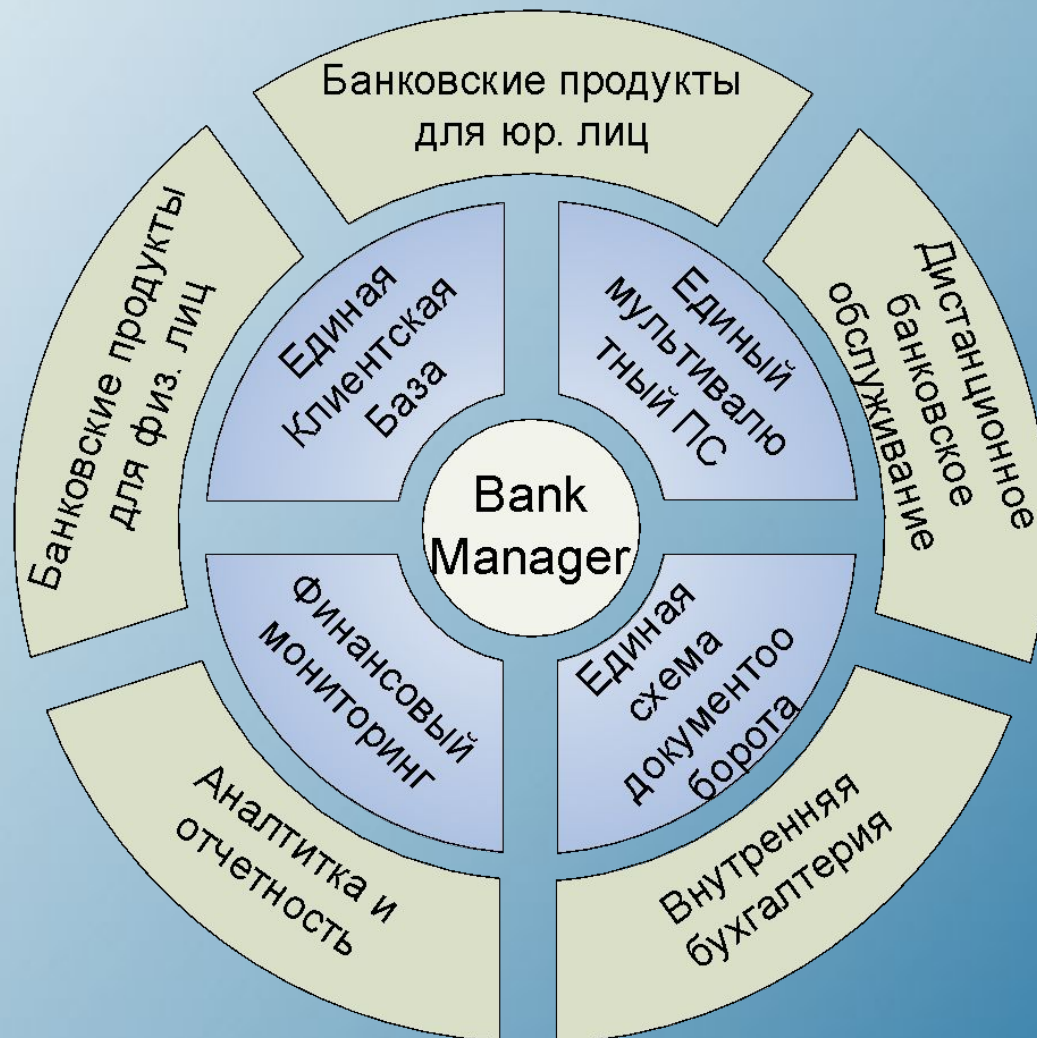 Банковские продукты
для юр. лиц
Банковские продукты
для физ. лиц
Единая
Клиентская
База
Единый
мультивалю
тный ПС
Дистанционное
банковское
обслуживание
Bank
Manager
Финансовый
мониторинг
Единая
схема
документоо
борота
Аналтитка и
отчетность
Внутренняя
бухгалтерия